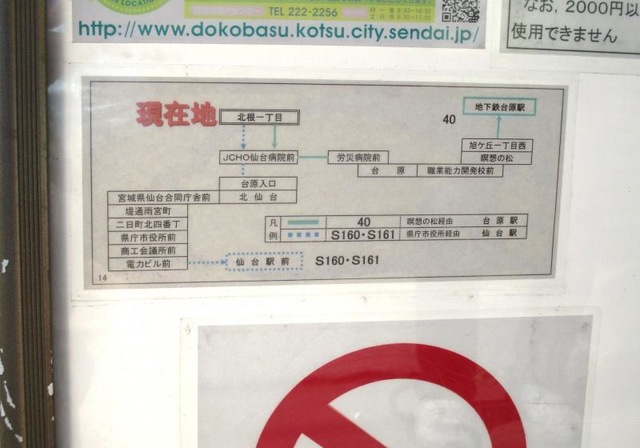 TEL 222-2256
http://www.dokobasu.kotsu.city.sendai.jp/
なお、2000円以
使用できません
現在地
北根一丁目
40
地下鉄台原駅
旭ケ丘一丁目西
瞑想の松
JCHO仙台病院前
労災病院前
台原
職業能力開発校前
台原入口
北仙台
宮城県仙台合同庁舎前
堤通雨宮町
二日町北四番丁
県庁市役所前
商工会議所前
電力ビル前
仙台駅前
S160・S161
凡例
40 瞑想の松経由 台原駅
S160・S161 県庁市役所経由 仙台駅
14